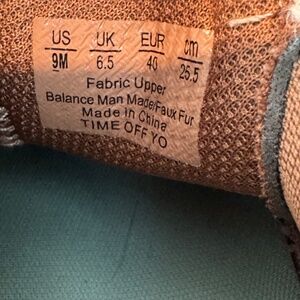 US UK EUR cm
9M 6.5 40 25.5
Fabric Upper
Balance Man Made/Faux Fur
Made In China
TIME OFF YO